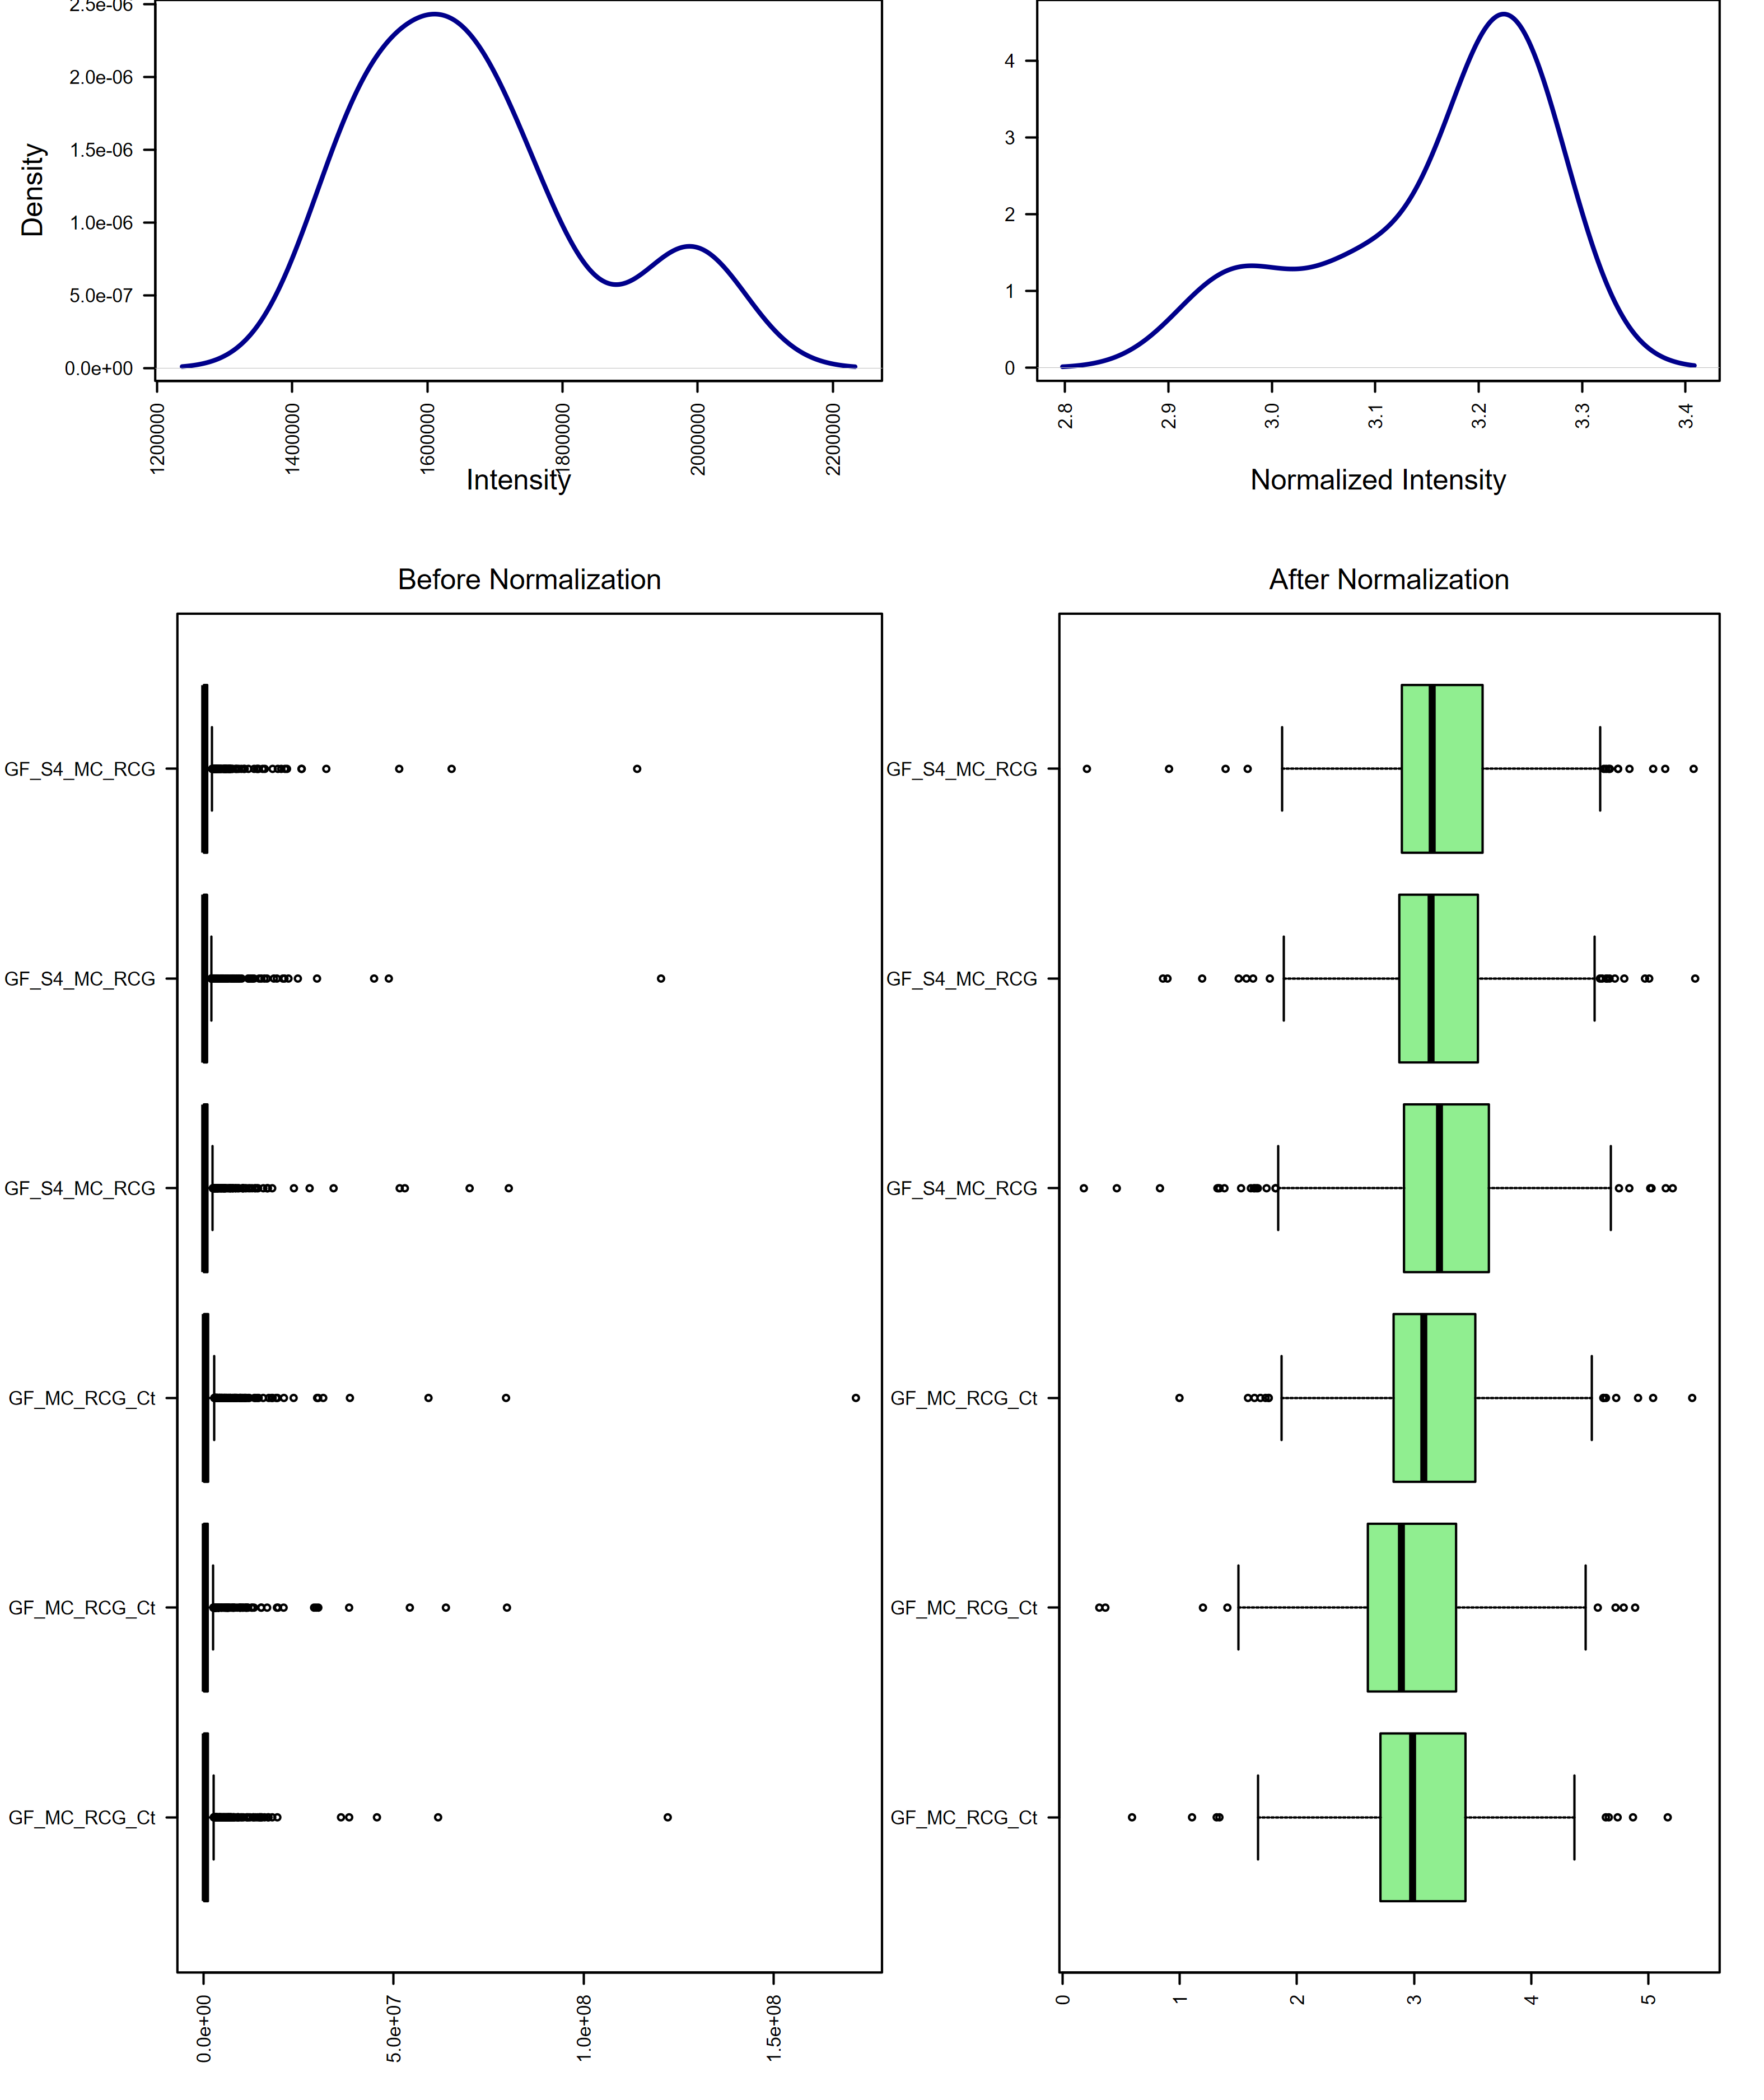 2.5e-06
2.0e-06
1.5e-06
1.0e-06
5.0e-07
0.0e+00
Density
1200000
1400000
1600000
1800000
2000000
2200000
Intensity
4
3
2
1
0
2.8
2.9
3.0
3.1
3.2
3.3
3.4
Normalized Intensity
Before Normalization
GF_S4_MC_RCG
GF_S4_MC_RCG
GF_S4_MC_RCG
GF_MC_RCG_Ct
GF_MC_RCG_Ct
GF_MC_RCG_Ct
0.0e+00
5.0e+07
1.0e+08
1.5e+08
After Normalization
GF_S4_MC_RCG
GF_S4_MC_RCG
GF_S4_MC_RCG
GF_MC_RCG_Ct
GF_MC_RCG_Ct
GF_MC_RCG_Ct
0
1
2
3
4
5